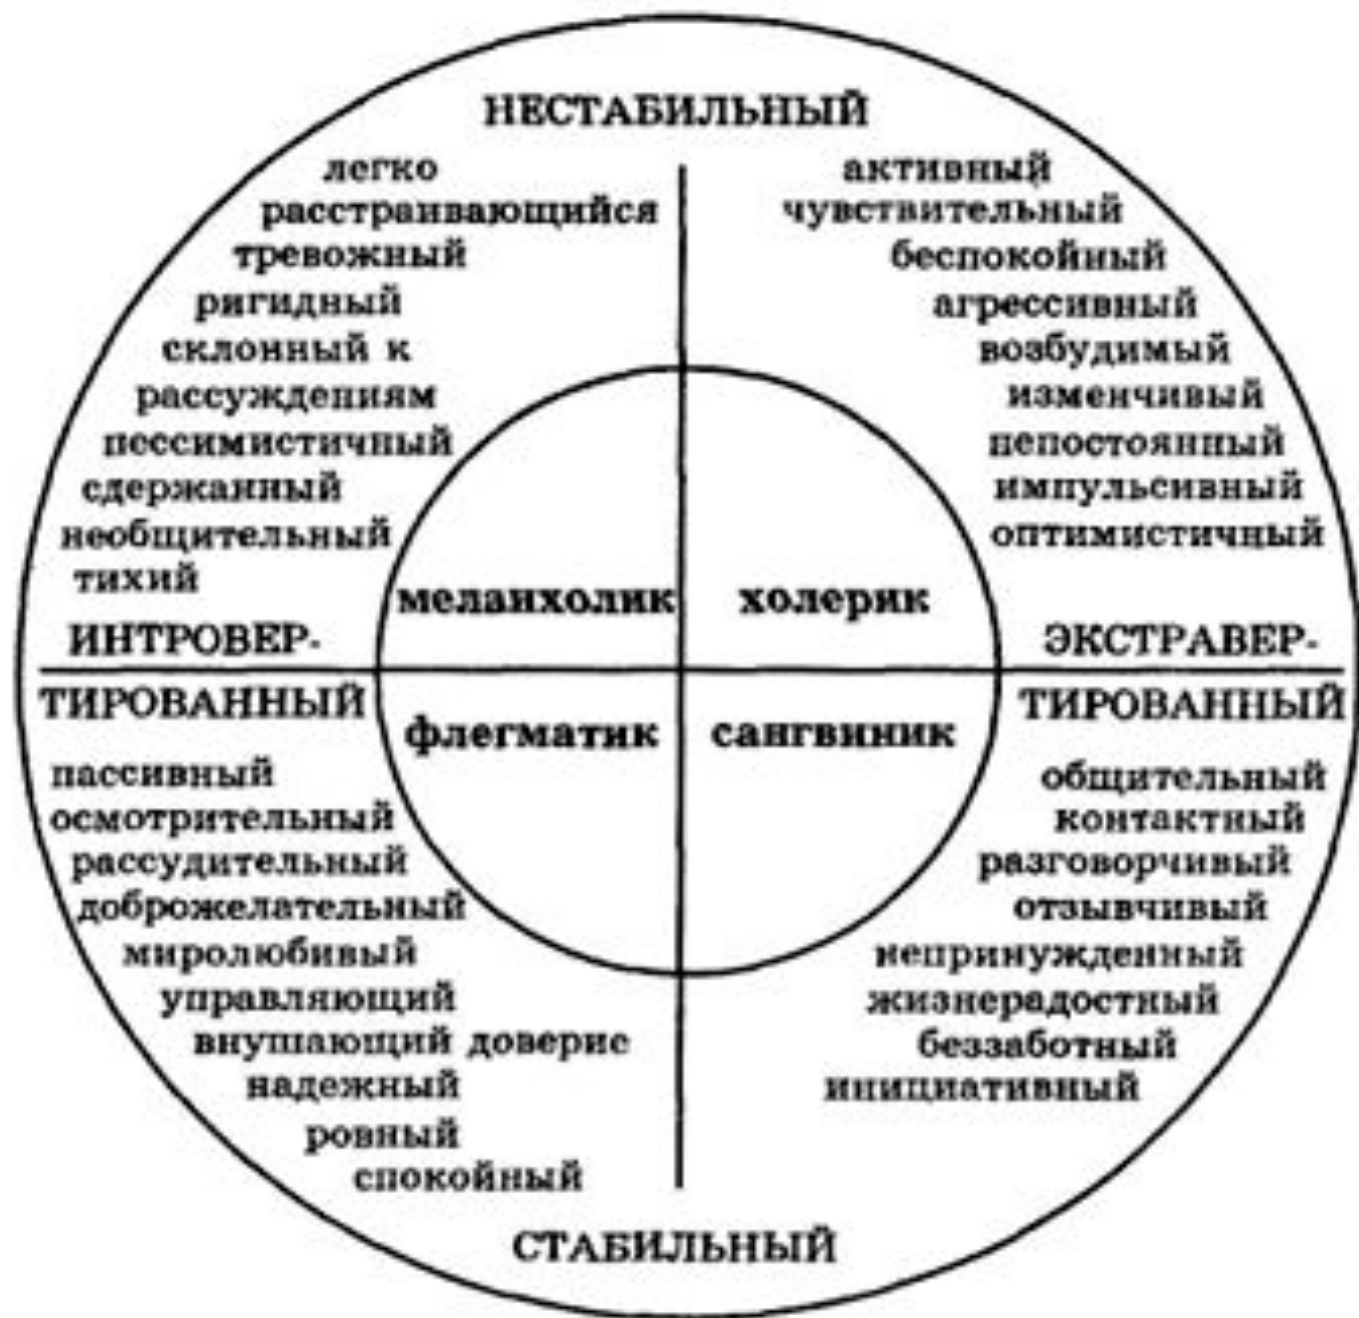 НЕСТАБИЛЬНЫЙ
легко
расстраивающийся
тревожный
ригидный
склонный к
рассуждениям
пессимистичный
сдержанный
необщительный
тихий
активный
чувствительный
беспокойный
агрессивный
возбудимый
изменчивый
непостоянный
импульсивный
оптимистичный
меланхолик
холерик
ИНТРОВЕР-
ТИРОВАННЫЙ
ЭКСТРАВЕР-
ТИРОВАННЫЙ
флегматик
сангвиник
пассивный
осмотрительный
рассудительный
доброжелательный
миролюбивый
управляющий
внушающий доверие
надежный
ровный
спокойный
общительный
контактный
разговорчивый
отзывчивый
непринужденный
жизнерадостный
беззаботный
инициативный
СТАБИЛЬНЫЙ